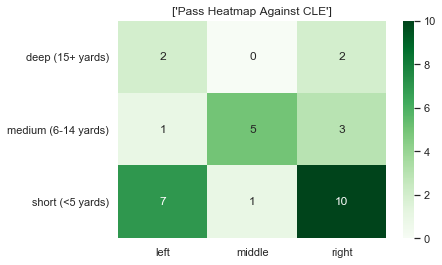 ['Pass Heatmap Against CLE']
deep (15+ yards) 2 0 2
medium (6-14 yards) 1 5 3
short (<5 yards) 7 1 10
left middle right
10
8
6
4
2
0